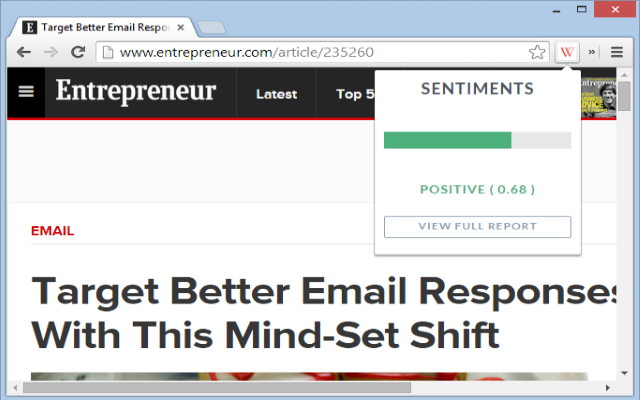 Target Better Email Respon
www.entrepreneur.com/article/235260
W
»
Entrepreneur
Latest
Top 5
SENTIMENTS
POSITIVE ( 0.68 )
VIEW FULL REPORT
EMAIL
Target Better Email Responses
With This Mind-Set Shift